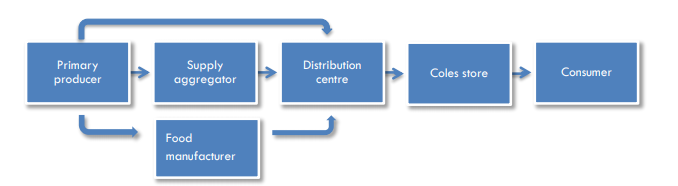 Primary
producer
Supply
aggregator
Distribution
centre
Coles store
Consumer
Food
manufacturer